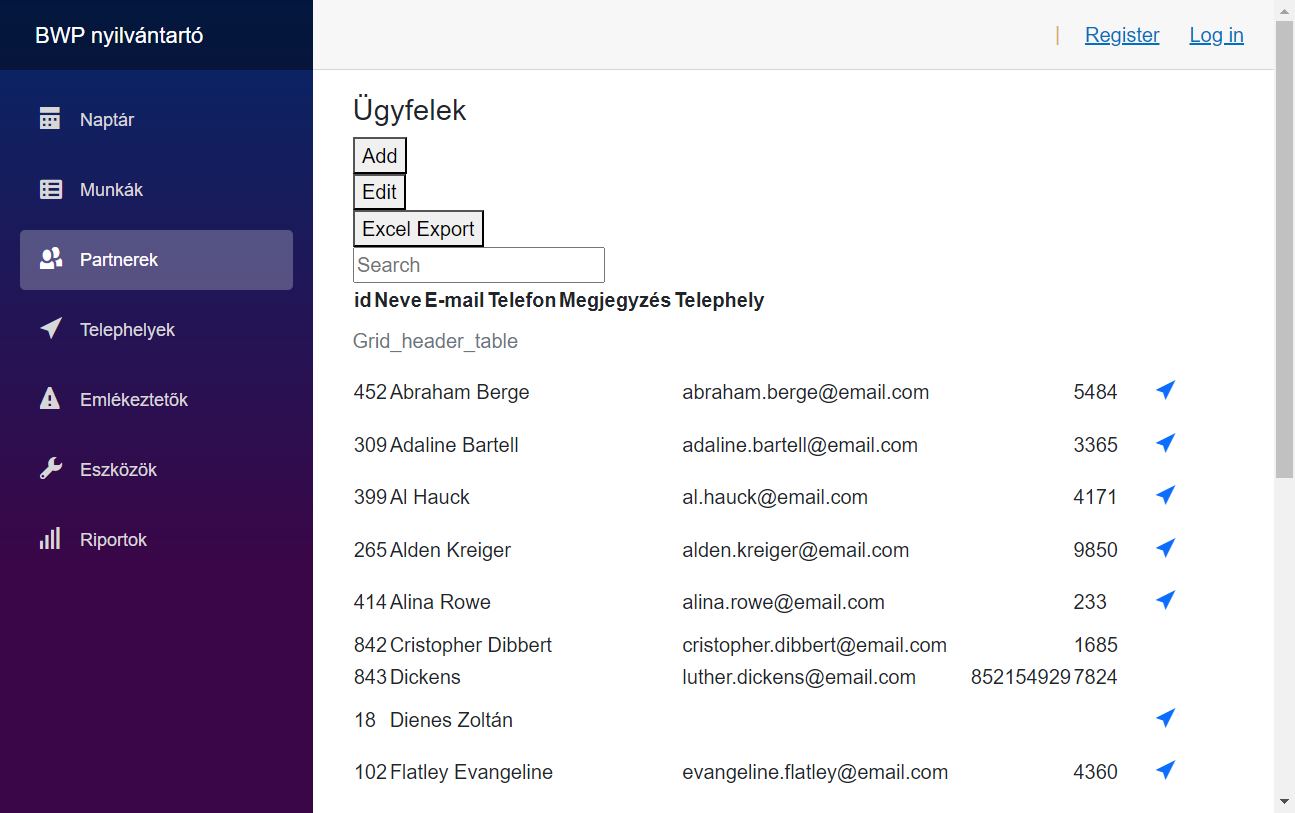 BWP nyilvántartó
| Register Log in
Naptár
Munkák
Partnerek
Telephelyek
Emlékeztetők
Eszközök
Riportok
Ügyfelek
Add
Edit
Excel Export
Search
id Neve E-mail Telefon Megjegyzés Telephely
Grid_header_table
452 Abraham Berge abraham.berge@email.com 5484
309 Adaline Bartell adaline.bartell@email.com 3365
399 Al Hauck al.hauck@email.com 4171
265 Alden Kreiger alden.kreiger@email.com 9850
414 Alina Rowe alina.rowe@email.com 233
842 Cristopher Dibbert cristopher.dibbert@email.com 1685
843 Dickens luther.dickens@email.com 852154929 7824
18 Dienes Zoltán
102 Flatley Evangeline evangeline.flatley@email.com 4360